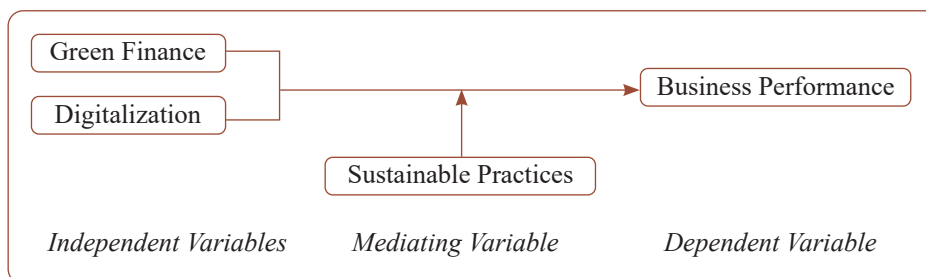 Green Finance
Digitalization
Business Performance
Sustainable Practices
Independent Variables
Mediating Variable
Dependent Variable